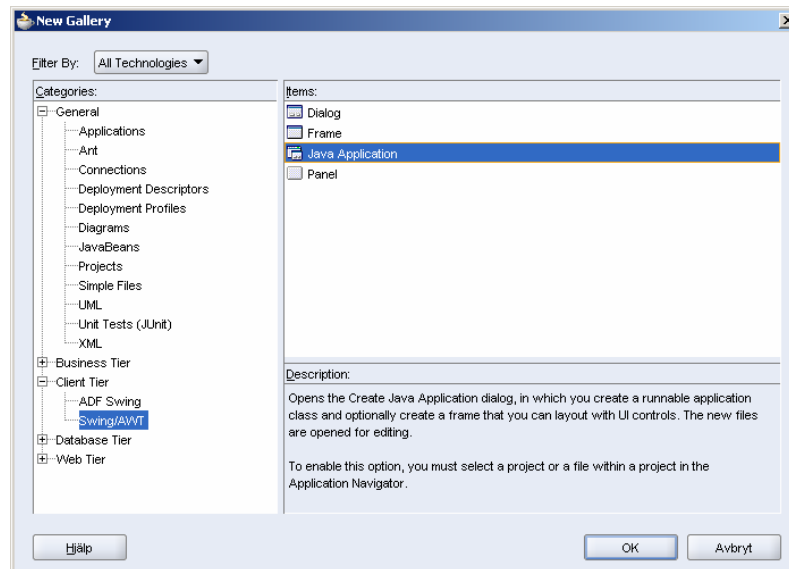 New Gallery
Filter By: All Technologies
Categories:
General
Applications
Ant
Connections
Deployment Descriptors
Deployment Profiles
Diagrams
JavaBeans
Projects
Simple Files
UML
Unit Tests (JUnit)
XML
Business Tier
Client Tier
ADF Swing
Swing/AWT
Database Tier
Web Tier
Items:
Dialog
Frame
Java Application
Panel
Description:
Opens the Create Java Application dialog, in which you create a runnable application
class and optionally create a frame that you can layout with UI controls. The new files
are opened for editing.
To enable this option, you must select a project or a file within a project in the
Application Navigator.
Hjälp
OK
Avbryt